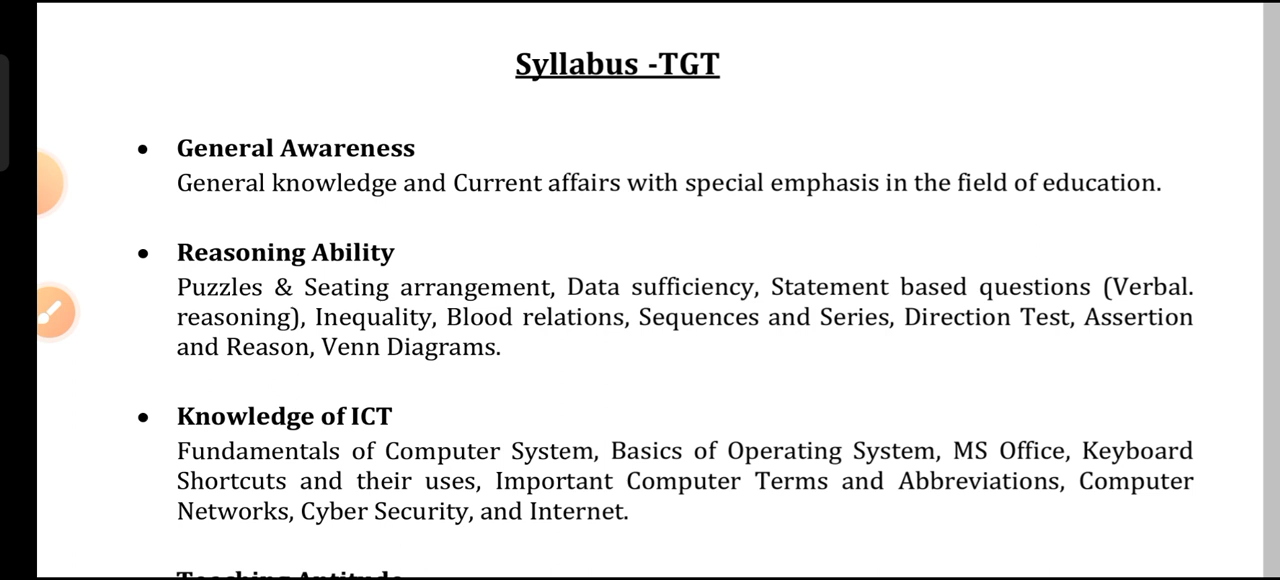 Syllabus -TGT
• General Awareness
General knowledge and Current affairs with special emphasis in the field of education.
• Reasoning Ability
Puzzles & Seating arrangement, Data sufficiency, Statement based questions (Verbal.
reasoning), Inequality, Blood relations, Sequences and Series, Direction Test, Assertion
and Reason, Venn Diagrams.
• Knowledge of ICT
Fundamentals of Computer System, Basics of Operating System, MS Office, Keyboard
Shortcuts and their uses, Important Computer Terms and Abbreviations, Computer
Networks, Cyber Security, and Internet.
Teaching Aptitude